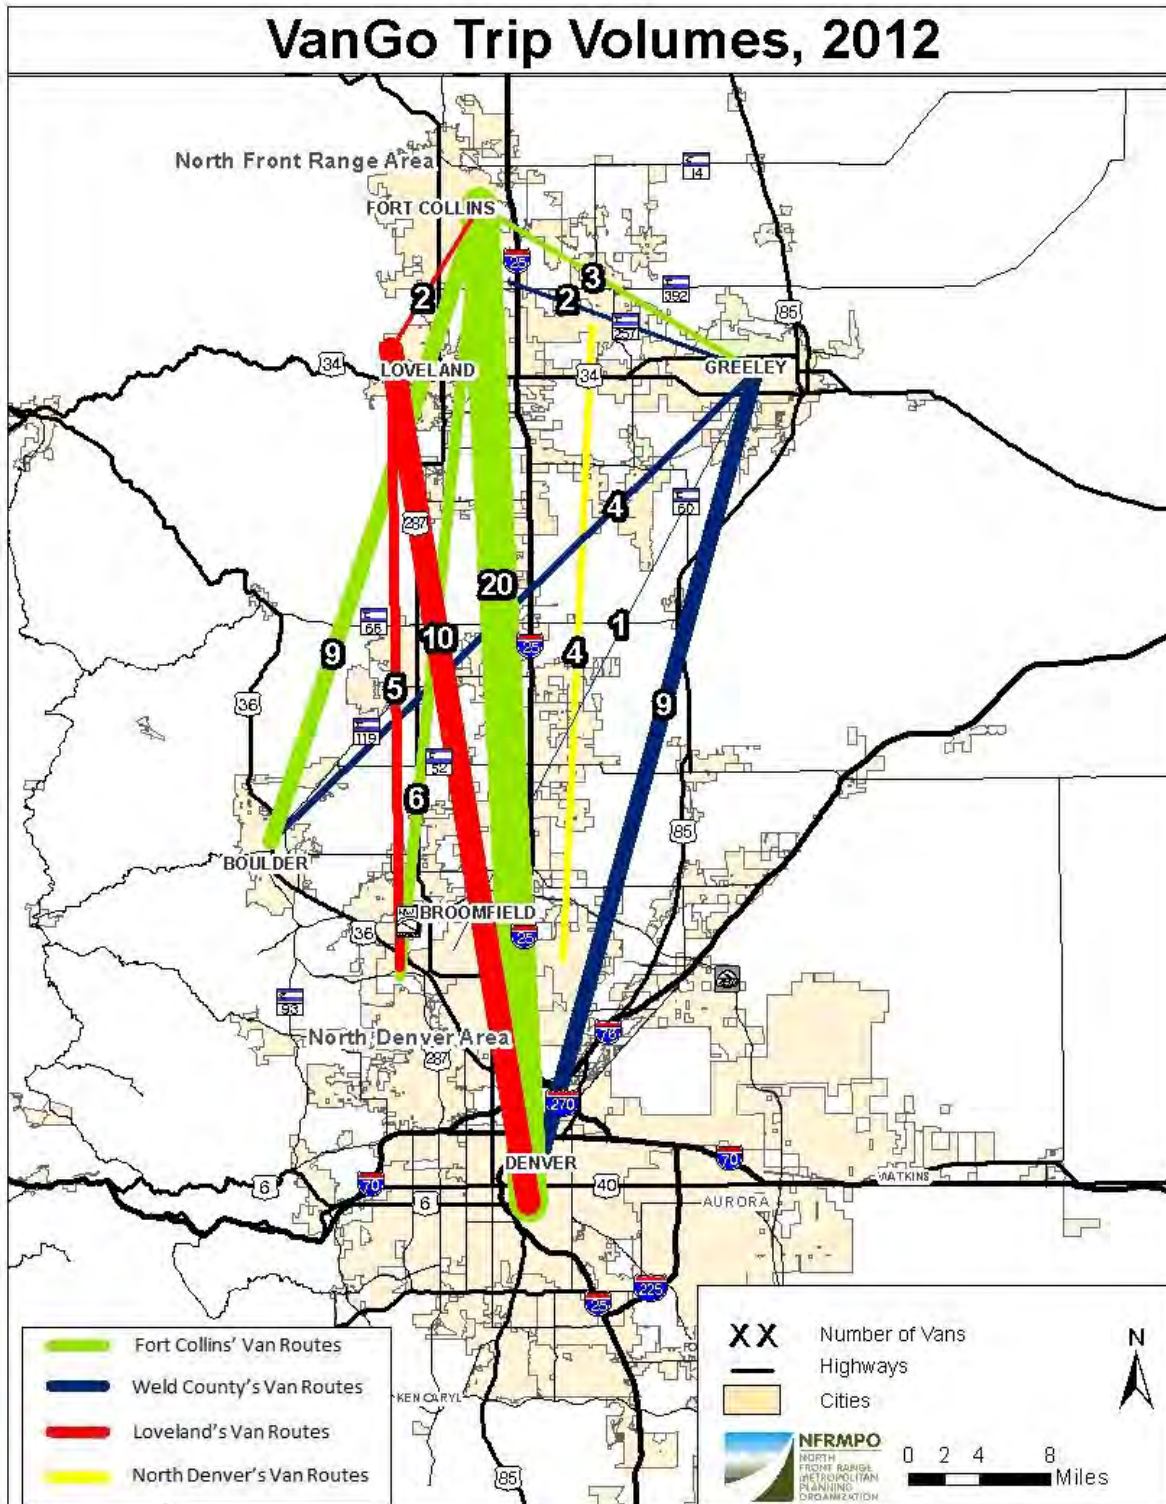 VanGo Trip Volumes, 2012
North Front Range Area
14
FORT COLLINS
25
3
392
2
2
85
257
34
LOVELAND
34
GREELEY
60
4
287
20
66
1
10
25
4
9
5
9
36
119
52
6
85
BOULDER
BROOMFIELD
36
25
93
North Denver Area
76
287
270
DENVER
70
6
70
40
WATKINS
6
AURORA
225
25
Fort Collins' Van Routes
Weld County's Van Routes
Loveland's Van Routes
North Denver's Van Routes
KEN CARYL
85
XX Number of Vans
Highways
Cities
N
NFRMPO
NORTH
FRONT RANGE
METROPOLITAN
PLANNING
ORGANIZATION
0 2 4 8
Miles